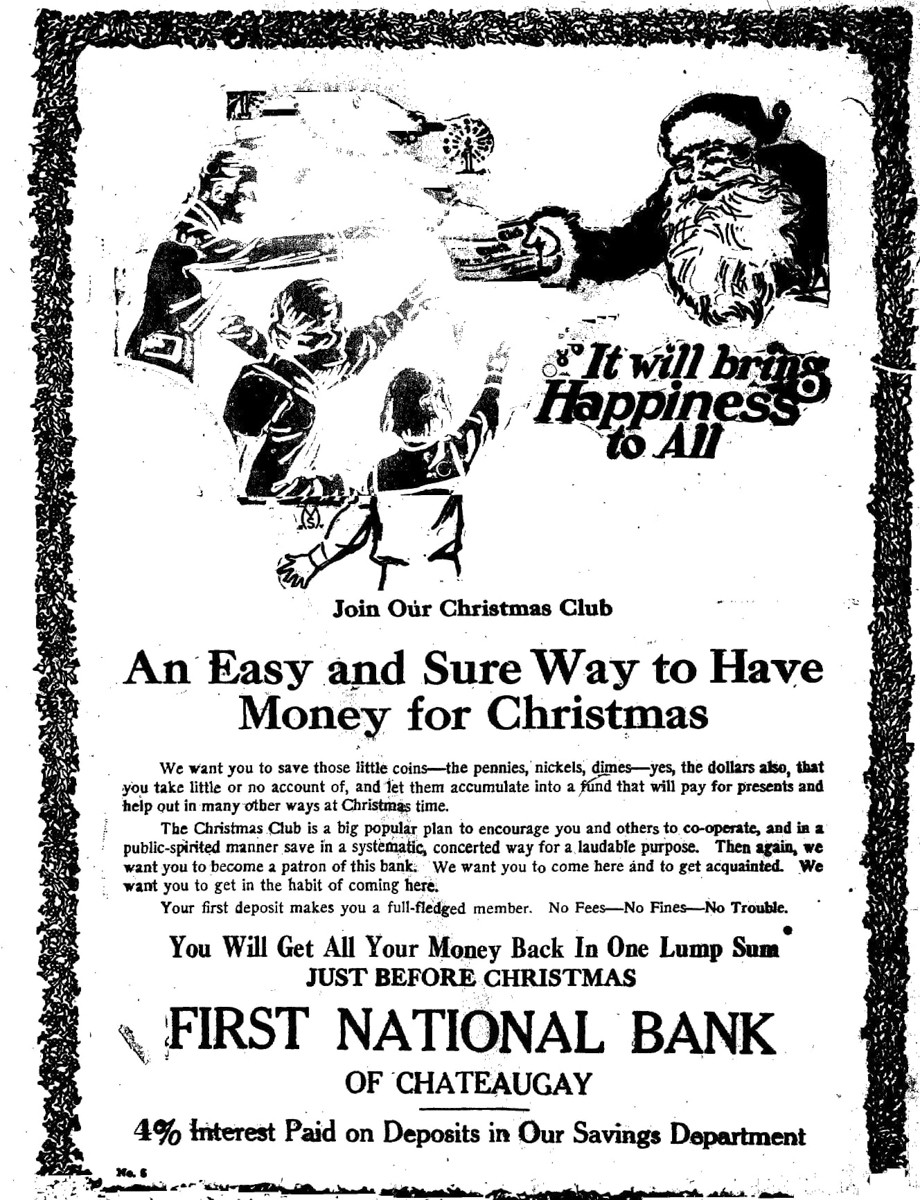 It will bring
Happiness
to All
Join Our Christmas Club
An Easy and Sure Way to Have
Money for Christmas
We want you to save those little coins—the pennies, nickels, dimes—yes, the dollars also, that
you take little or no account of, and let them accumulate into a fund that will pay for presents and
help out in many other ways at Christmas time.
The Christmas Club is a big popular plan to encourage you and others to co-operate, and in a
public-spirited manner save in a systematic, concerted way for a laudable purpose. Then again, we
want you to become a patron of this bank. We want you to come here and to get acquainted. We
want you to get in the habit of coming here.
Your first deposit makes you a full-fledged member. No Fees—No Fines—No Trouble.
You Will Get All Your Money Back In One Lump Sum
JUST BEFORE CHRISTMAS
FIRST NATIONAL BANK
OF CHATEAUGAY
4% Interest Paid on Deposits in Our Savings Department
No. 5